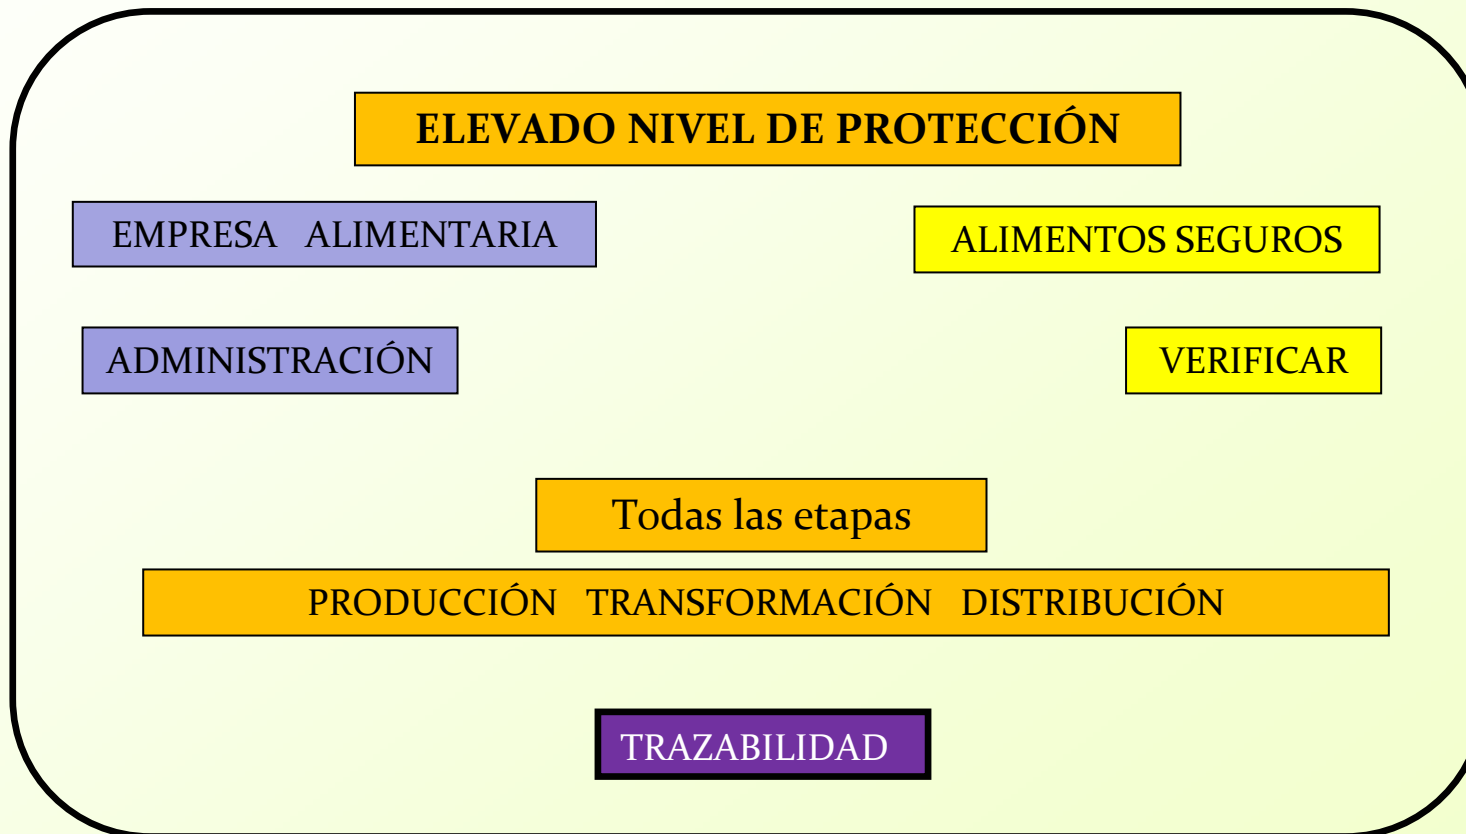 ELEVADO NIVEL DE PROTECCIÓN
EMPRESA ALIMENTARIA
ALIMENTOS SEGUROS
ADMINISTRACIÓN
VERIFICAR
Todas las etapas
PRODUCCIÓN TRANSFORMACIÓN DISTRIBUCIÓN
TRAZABILIDAD